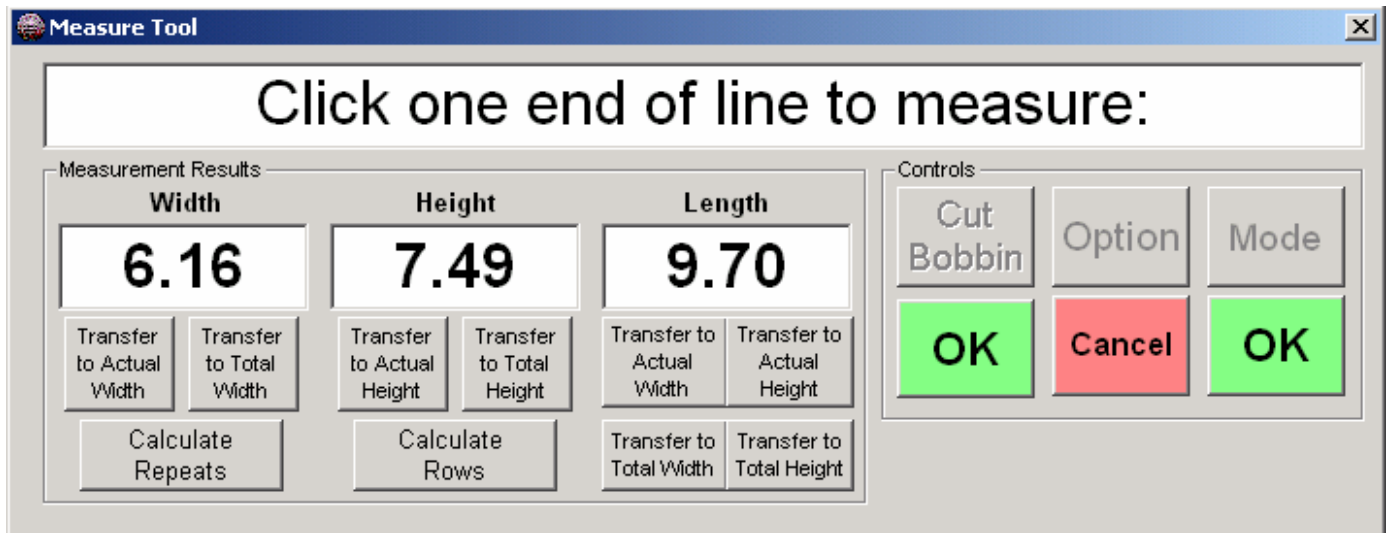 Measure Tool
Click one end of line to measure:
Measurement Results
Width
Height
Length
6.16
7.49
9.70
Transfer
to Actual
Width
Transfer
to Total
Width
Transfer
to Actual
Height
Transfer
to Total
Height
Transfer to
Actual
Width
Transfer to
Actual
Height
Calculate
Repeats
Calculate
Rows
Transfer to
Total Width
Transfer to
Total Height
Controls
Cut
Bobbin
Option
Mode
OK
Cancel
OK